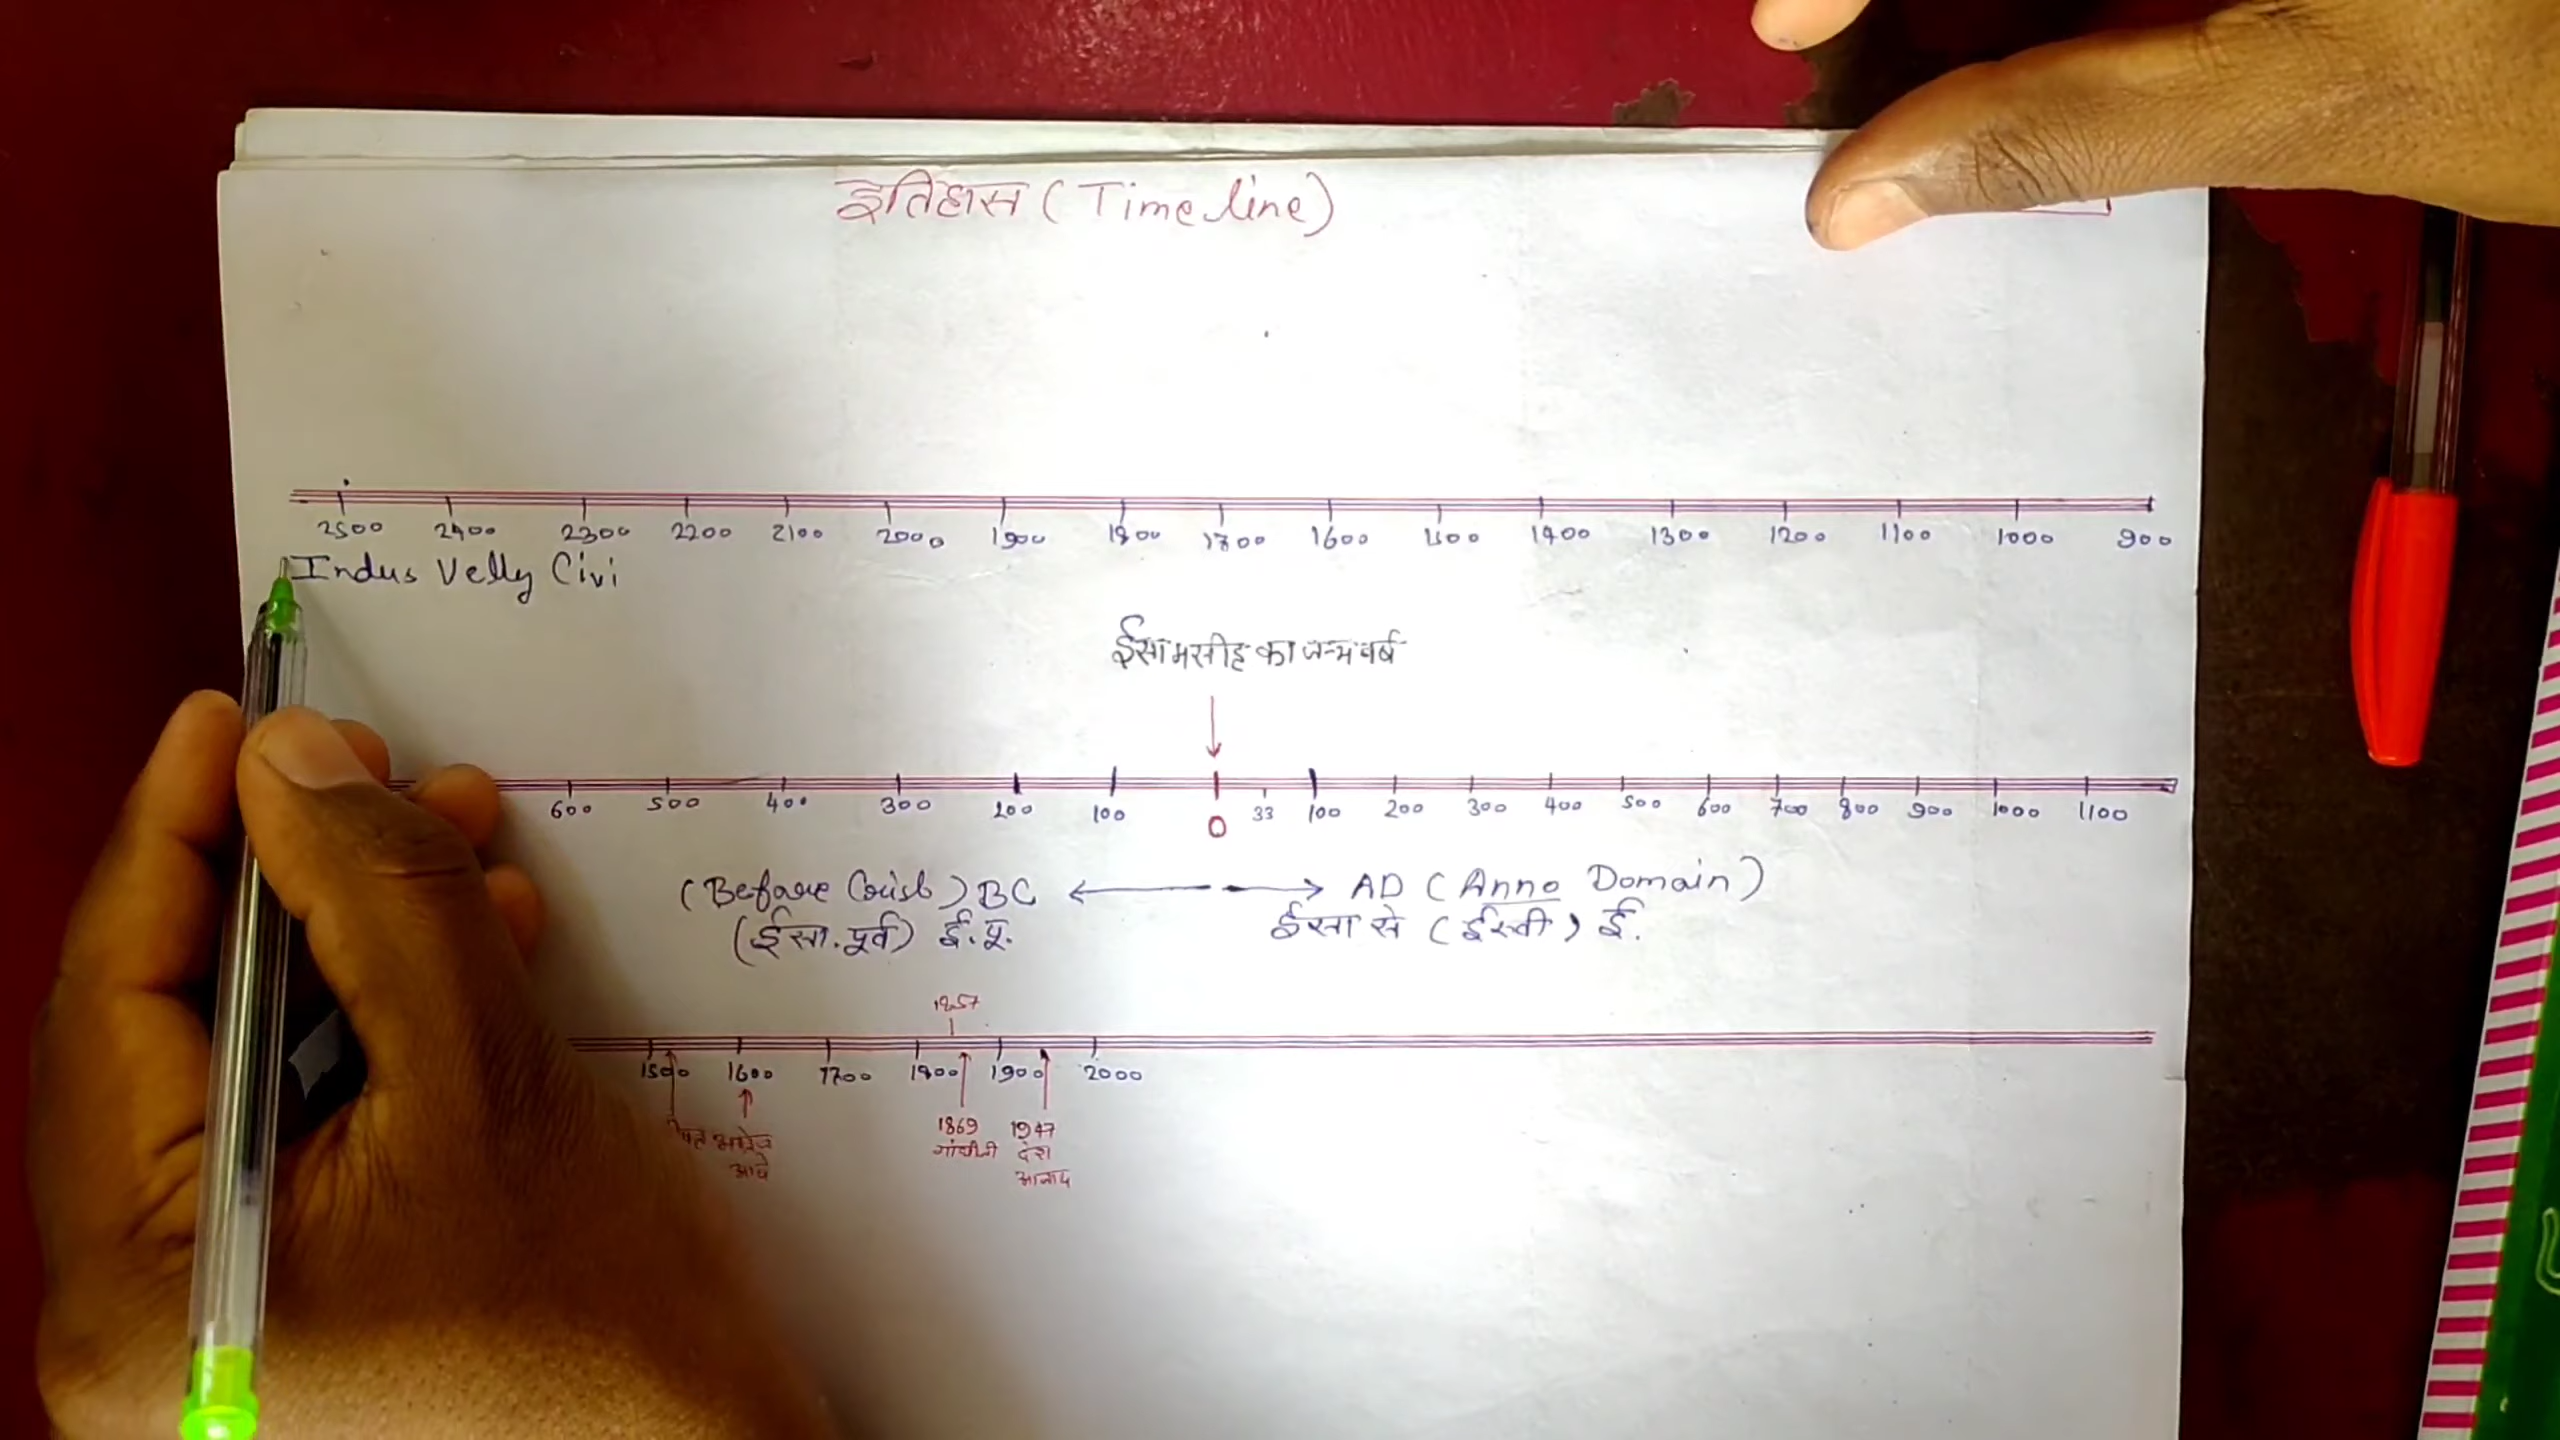 इतिहास ( Time line )
2500 2400 2300 2200 2100 2000 1900 1800 1700 1600 1500 1400 1300 1200 1100 1000 900
Indus Velly Civi
ईसा मसीह का जन्म वर्ष
600 500 400 300 200 100 0 33 100 200 300 400 500 600 700 800 900 1000 1100
(Before Crist) BC AD (Anno Domain)
(ईसा. पूर्व) ई. पू. ईसा से (ईस्वी) ई.
1857
1500 1600 1700 1800 1900 2000
1869 1947
गांधीजी देश
आये आजाद